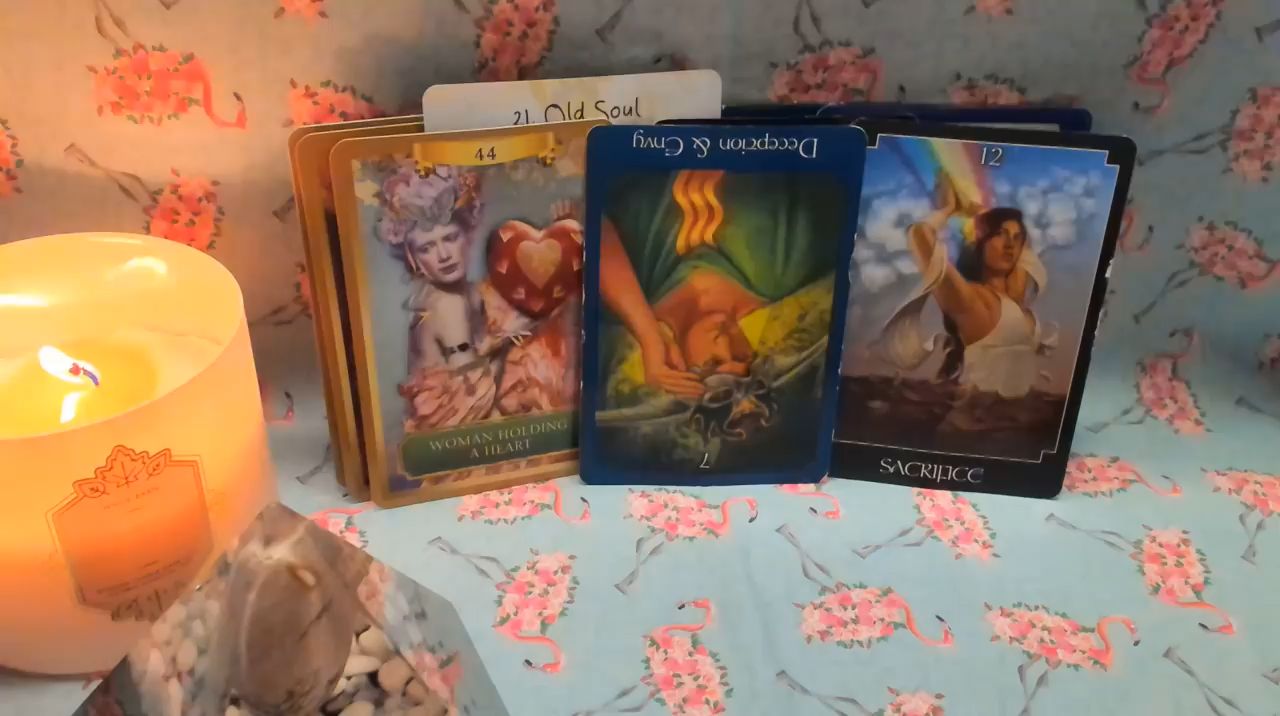 21. Old Soul
44
WOMAN HOLDING
A HEART
Deception & Envy
7
12
SACRIFICE